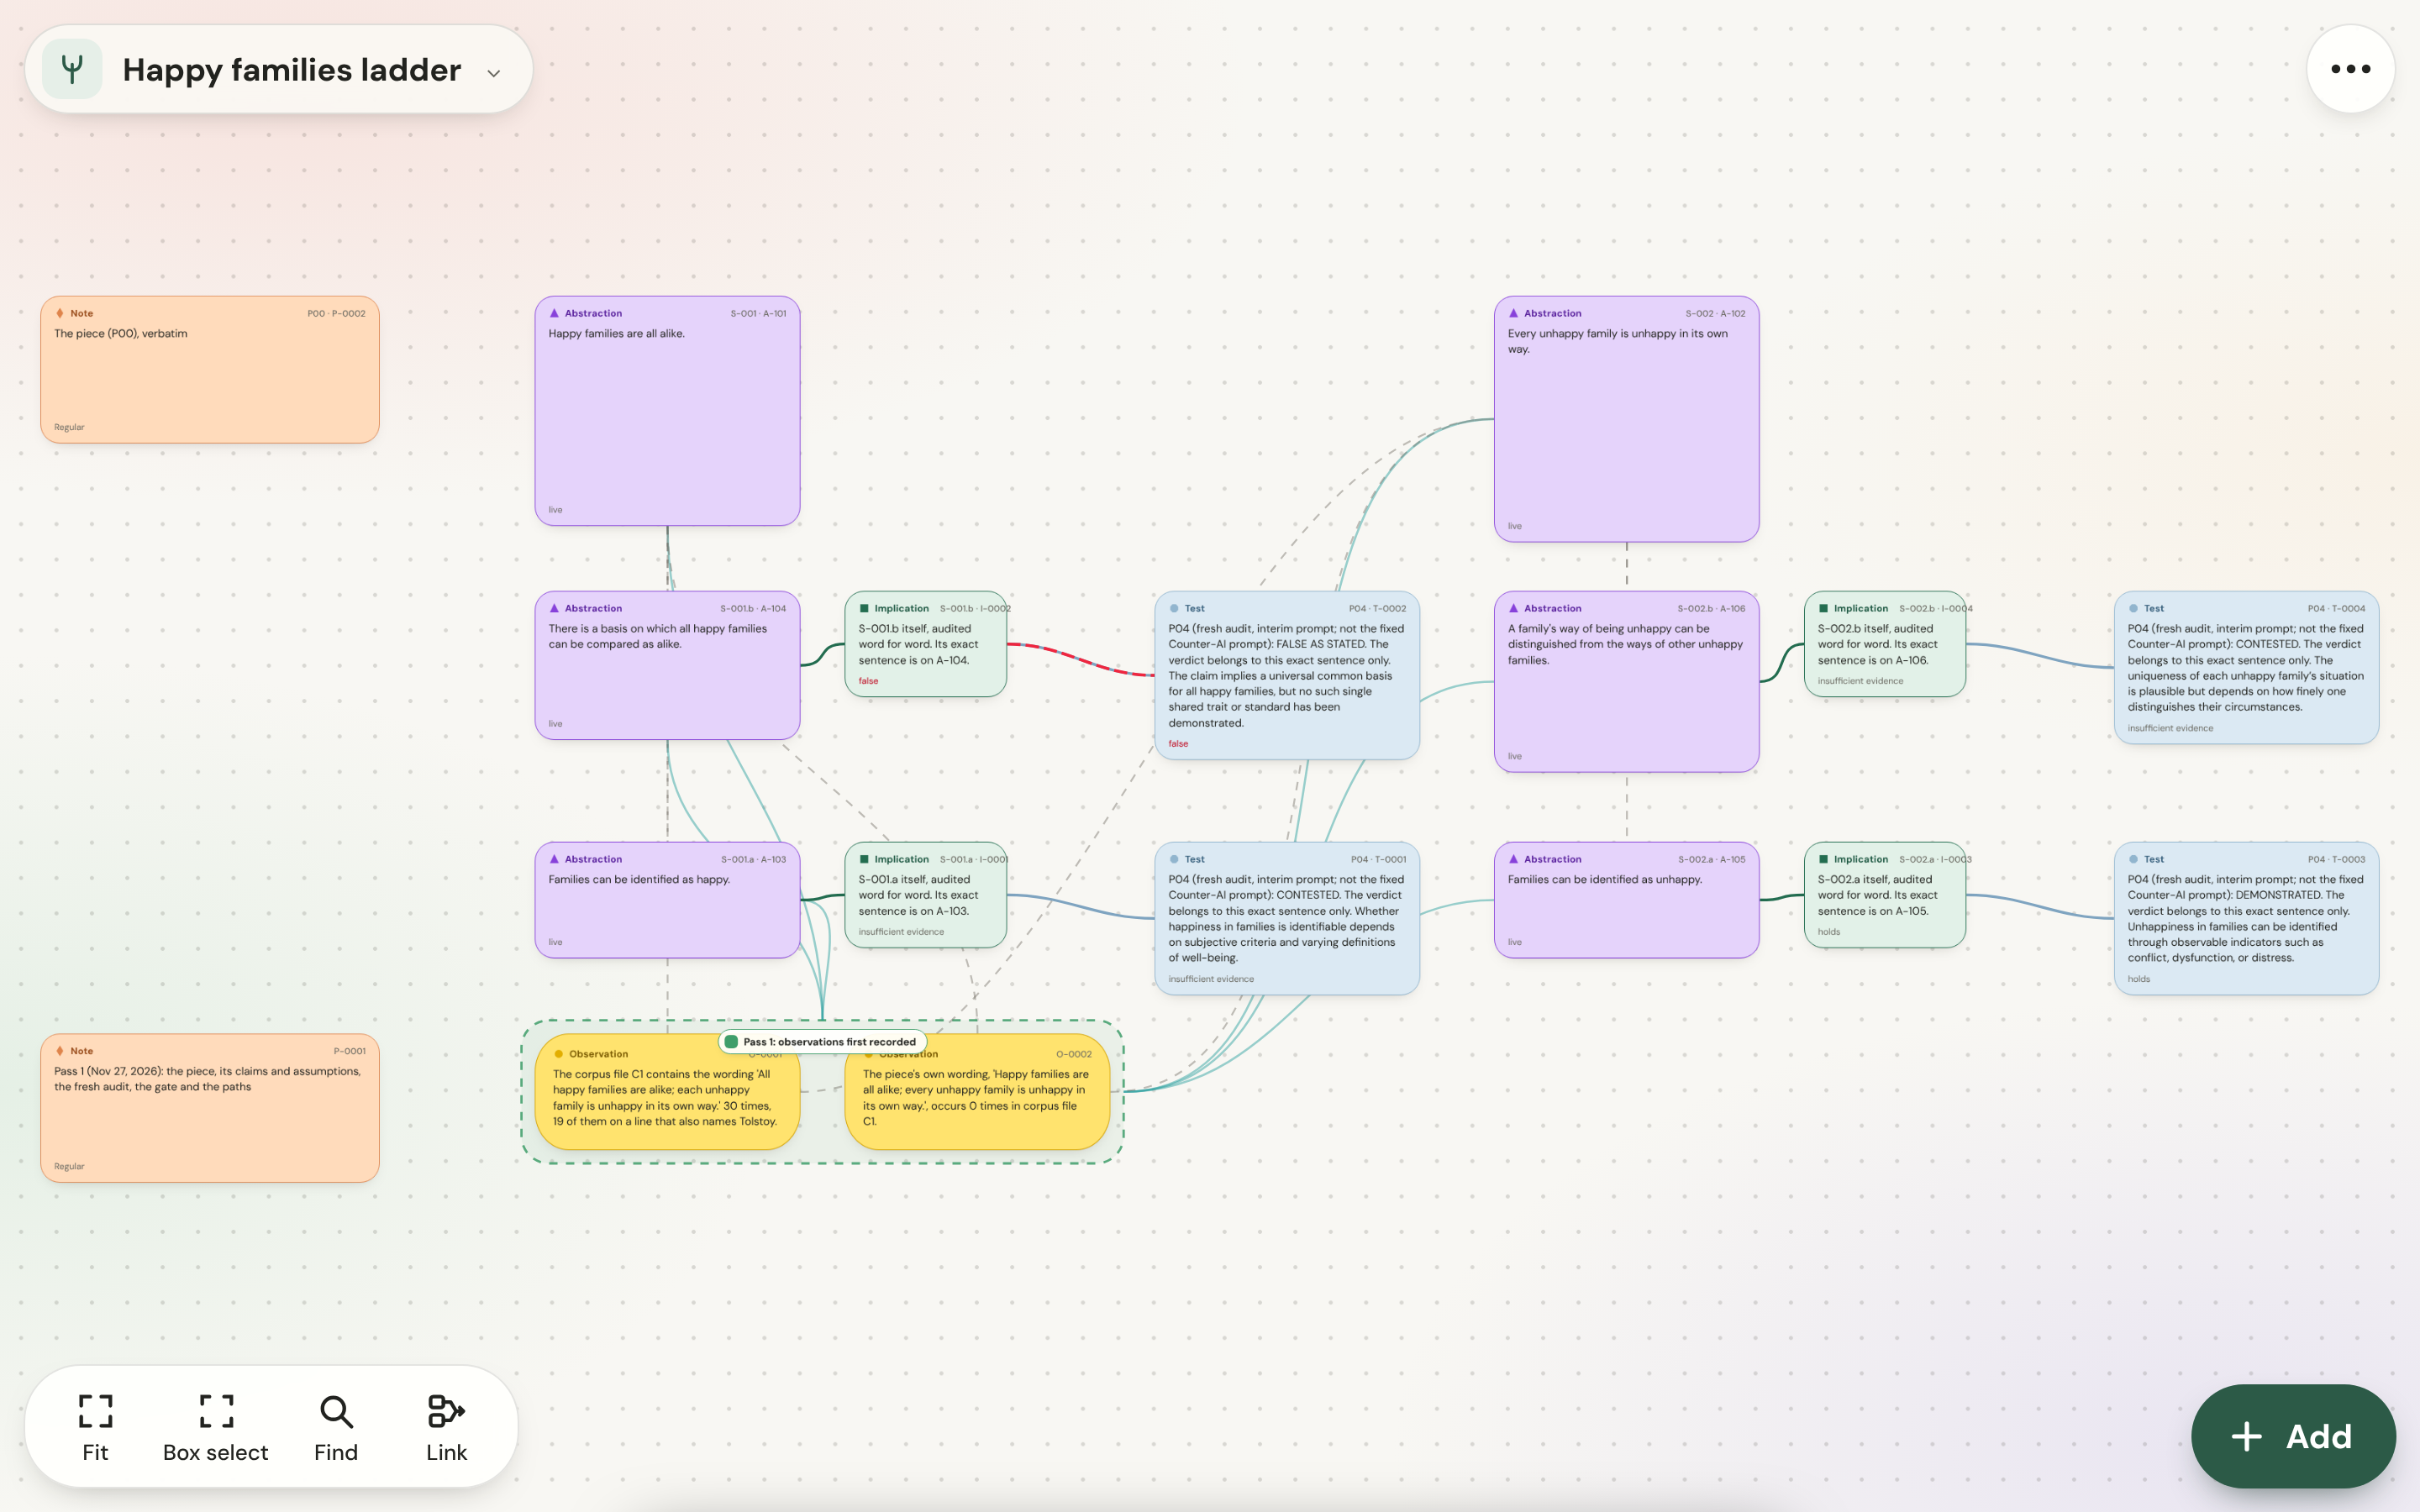 Happy families ladder
Note P00 · P-0002
The piece (P00), verbatim
Regular
Abstraction S-001 · A-101
Happy families are all alike.
live
Abstraction S-002 · A-102
Every unhappy family is unhappy in its own
way.
live
Abstraction S-001.b · A-104
There is a basis on which all happy families
can be compared as alike.
live
Implication S-001.b · I-0002
S-001.b itself, audited
word for word. Its exact
sentence is on A-104.
false
Test P04 · T-0002
P04 (fresh audit, interim prompt; not the fixed
Counter-AI prompt): FALSE AS STATED. The
verdict belongs to this exact sentence only.
The claim implies a universal common basis
for all happy families, but no such single
shared trait or standard has been
demonstrated.
false
Abstraction S-002.b · A-106
A family's way of being unhappy can be
distinguished from the ways of other unhappy
families.
live
Implication S-002.b · I-0004
S-002.b itself, audited
word for word. Its exact
sentence is on A-106.
insufficient evidence
Test P04 · T-0004
P04 (fresh audit, interim prompt; not the fixed
Counter-AI prompt): CONTESTED. The verdict
belongs to this exact sentence only. The
uniqueness of each unhappy family's situation
is plausible but depends on how finely one
distinguishes their circumstances.
insufficient evidence
Abstraction S-001.a · A-103
Families can be identified as happy.
live
Implication S-001.a · I-0001
S-001.a itself, audited
word for word. Its exact
sentence is on A-103.
insufficient evidence
Test P04 · T-0001
P04 (fresh audit, interim prompt; not the fixed
Counter-AI prompt): CONTESTED. The verdict
belongs to this exact sentence only. Whether
happiness in families is identifiable depends
on subjective criteria and varying definitions
of well-being.
insufficient evidence
Abstraction S-002.a · A-105
Families can be identified as unhappy.
live
Implication S-002.a · I-0003
S-002.a itself, audited
word for word. Its exact
sentence is on A-105.
holds
Test P04 · T-0003
P04 (fresh audit, interim prompt; not the fixed
Counter-AI prompt): DEMONSTRATED. The
verdict belongs to this exact sentence only.
Unhappiness in families can be identified
through observable indicators such as
conflict, dysfunction, or distress.
holds
Note P-0001
Pass 1 (Nov 27, 2026): the piece, its claims and assumptions,
the fresh audit, the gate and the paths
Regular
Pass 1: observations first recorded
Observation O-0001
The corpus file C1 contains the wording 'All
happy families are alike; each unhappy
family is unhappy in its own way.' 30 times,
19 of them on a line that also names Tolstoy.
Observation O-0002
The piece's own wording, 'Happy families are
all alike; every unhappy family is unhappy in
its own way.', occurs 0 times in corpus file
C1.
Fit
Box select
Find
Link
Add